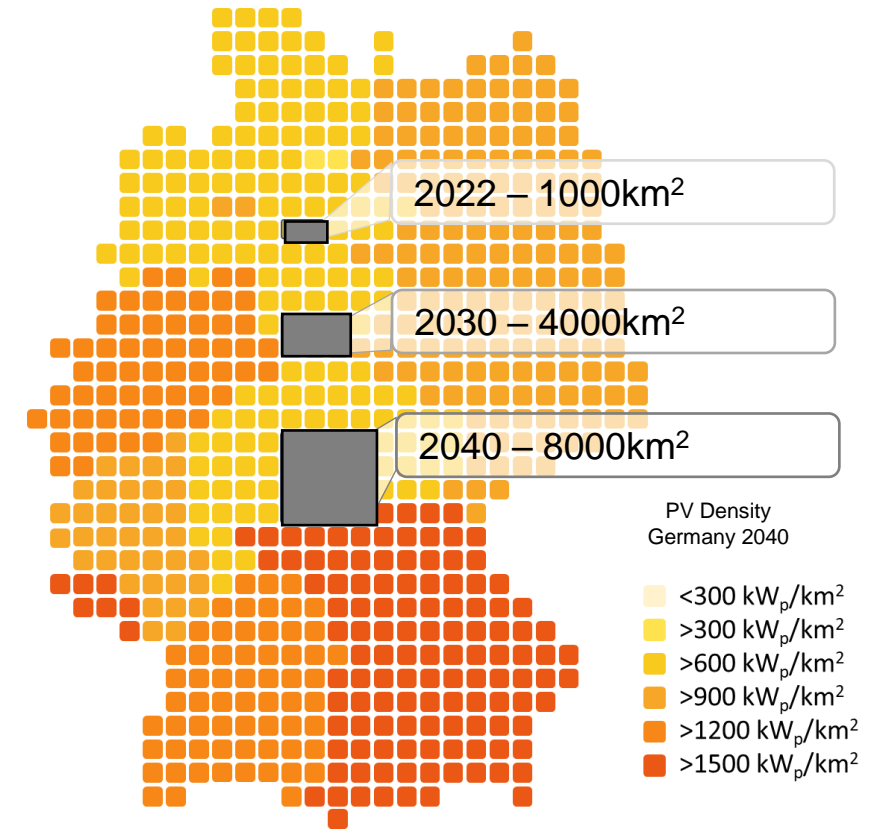 2022 – 1000km²
2030 – 4000km²
2040 – 8000km²
PV Density
Germany 2040
<300 kWₚ/km²
>300 kWₚ/km²
>600 kWₚ/km²
>900 kWₚ/km²
>1200 kWₚ/km²
>1500 kWₚ/km²